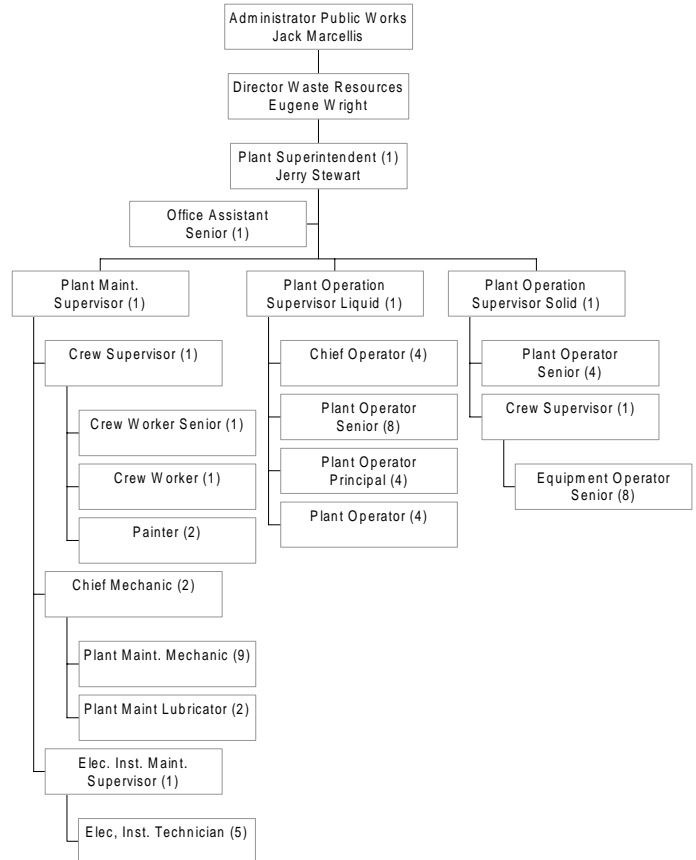 Administrator Public Works
Jack Marcellis
Director Waste Resources
Eugene Wright
Plant Superintendent (1)
Jerry Stewart
Office Assistant
Senior (1)
Plant Maint.
Supervisor (1)
Crew Supervisor (1)
Crew Worker Senior (1)
Crew Worker (1)
Painter (2)
Chief Mechanic (2)
Plant Maint. Mechanic (9)
Plant Maint Lubricator (2)
Elec. Inst. Maint.
Supervisor (1)
Elec, Inst. Technician (5)
Plant Operation
Supervisor Liquid (1)
Chief Operator (4)
Plant Operator
Senior (8)
Plant Operator
Principal (4)
Plant Operator (4)
Plant Operation
Supervisor Solid (1)
Plant Operator
Senior (4)
Crew Supervisor (1)
Equipment Operator
Senior (8)